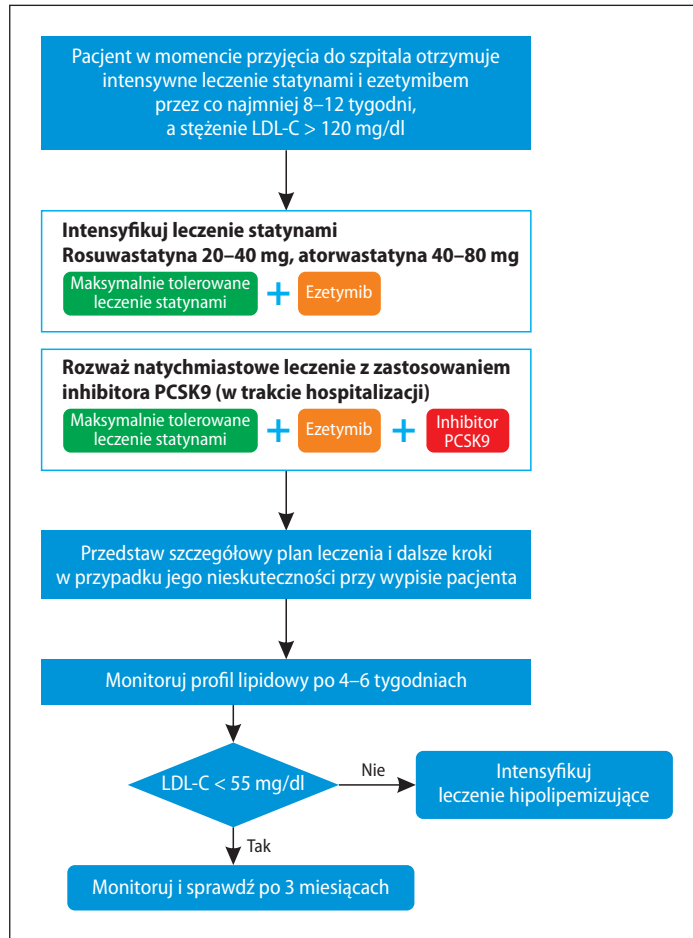 Pacjent w momencie przyjęcia do szpitala otrzymuje
intensywne leczenie statynami i ezetymibem
przez co najmniej 8–12 tygodni,
a stężenie LDL-C > 120 mg/dl
Intensyfikuj leczenie statynami
Rosuwastatyna 20–40 mg, atorwastatyna 40–80 mg
Maksymalnie tolerowane
leczenie statynami
+
Ezetymib
Rozważ natychmiastowe leczenie z zastosowaniem
inhibitora PCSK9 (w trakcie hospitalizacji)
Maksymalnie tolerowane
leczenie statynami
+
Ezetymib
+
Inhibitor
PCSK9
Przedstaw szczegółowy plan leczenia i dalsze kroki
w przypadku jego nieskuteczności przy wypisie pacjenta
Monitoruj profil lipidowy po 4–6 tygodniach
LDL-C < 55 mg/dl
Nie
Intensyfikuj
leczenie hipolipemizujące
Tak
Monitoruj i sprawdź po 3 miesiącach